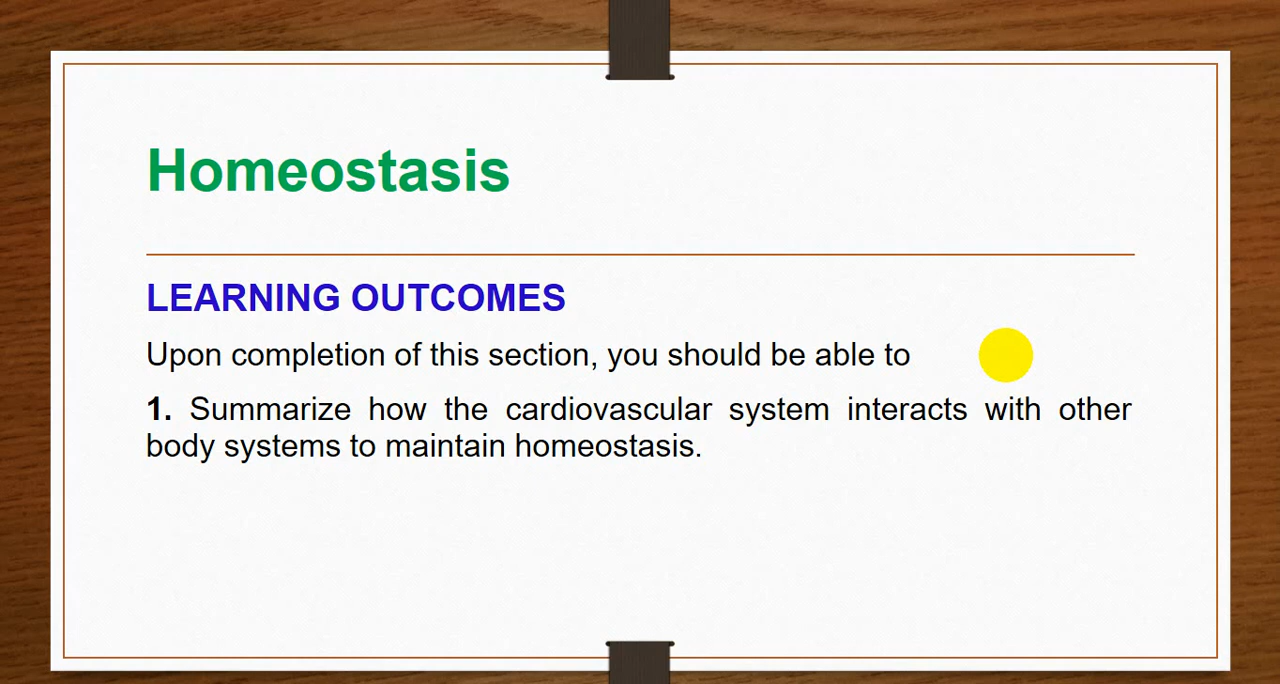 Homeostasis
LEARNING OUTCOMES
Upon completion of this section, you should be able to
1. Summarize how the cardiovascular system interacts with other
body systems to maintain homeostasis.